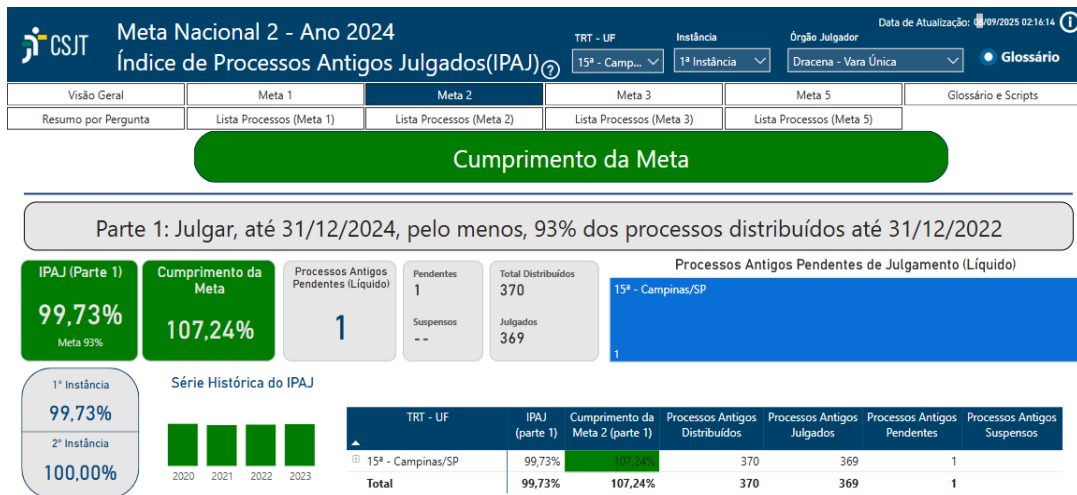 CSJT
Meta Nacional 2 - Ano 2024
Índice de Processos Antigos Julgados(IPAJ)
TRT - UF
15ª - Camp...
Instância
1ª Instância
Órgão Julgador
Dracena - Vara Única
Data de Atualização: /09/2025 02:16:14
Glossário
Visão Geral
Meta 1
Meta 2
Meta 3
Meta 5
Glossário e Scripts
Resumo por Pergunta
Lista Processos (Meta 1)
Lista Processos (Meta 2)
Lista Processos (Meta 3)
Lista Processos (Meta 5)
Cumprimento da Meta
Parte 1: Julgar, até 31/12/2024, pelo menos, 93% dos processos distribuídos até 31/12/2022
IPAJ (Parte 1)
99,73%
Meta 93%
Cumprimento da
Meta
107,24%
Processos Antigos
Pendentes (Líquido)
1
Pendentes
1
Suspensos
--
Total Distribuídos
370
Julgados
369
Processos Antigos Pendentes de Julgamento (Líquido)
15ª - Campinas/SP
1
1ª Instância
99,73%
2ª Instância
100,00%
Série Histórica do IPAJ
2020 2021 2022 2023
TRT - UF
IPAJ
(parte 1)
Cumprimento da
Meta 2 (parte 1)
Processos Antigos
Distribuídos
Processos Antigos
Julgados
Processos Antigos
Pendentes
Processos Antigos
Suspensos
15ª - Campinas/SP 99,73% 107,24% 370 369 1
Total 99,73% 107,24% 370 369 1